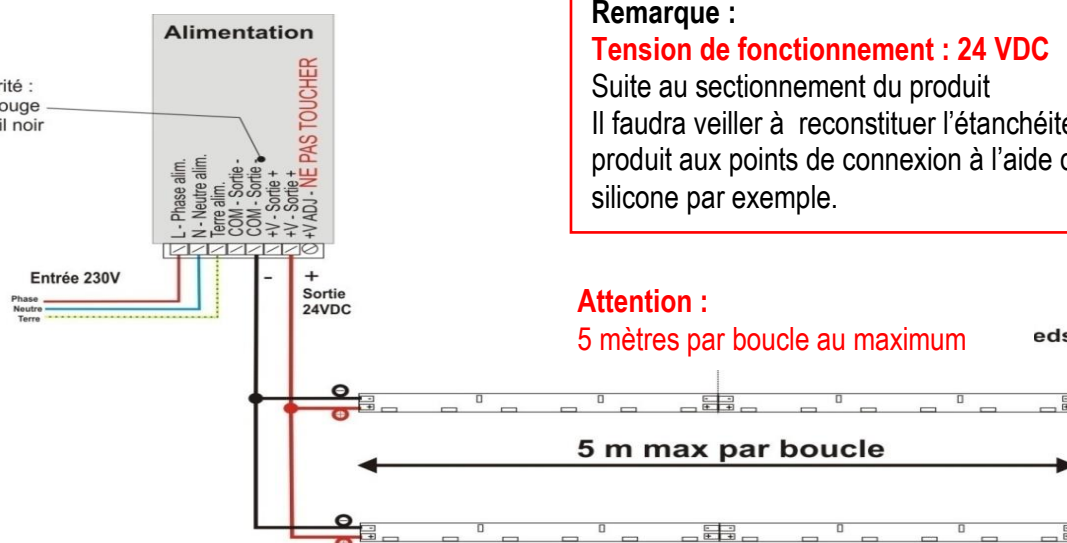 Alimentation
rité :
ouge
il noir
L - Phase alim.
N - Neutre alim.
Terre alim.
COM - Sortie -
COM - Sortie -
+V - Sortie +
+V - Sortie +
+V ADJ - NE PAS TOUCHER
Entrée 230V
Phase
Neutre
Terre
- +
Sortie
24VDC
Remarque :
Tension de fonctionnement : 24 VDC
Suite au sectionnement du produit
Il faudra veiller à reconstituer l’étanchéité
produit aux points de connexion à l’aide d
silicone par exemple.
Attention :
5 mètres par boucle au maximum
eds
5 m max par boucle